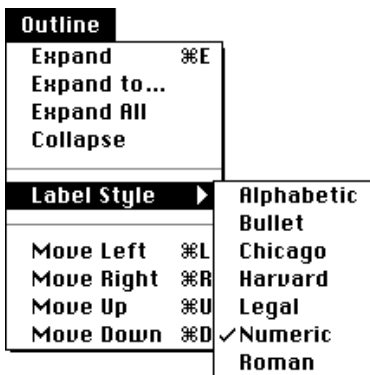 Outline
Expand ⌘E
Expand to...
Expand All
Collapse
Label Style ▶
Alphabetic
Bullet
Move Left ⌘L
Chicago
Move Right ⌘R
Harvard
Move Up ⌘U
Legal
Move Down ⌘D
✓Numeric
Roman